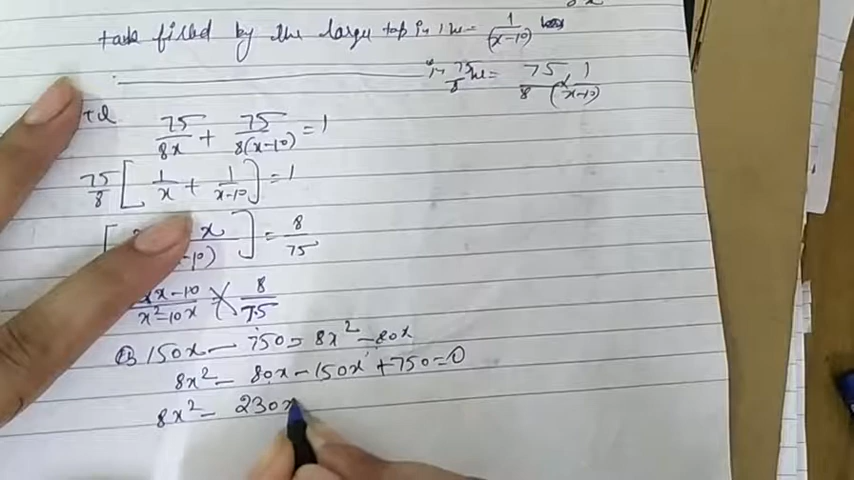 tank filled by the larger tap in 1 hr = 1/(x-10)
in 75/8 hr = 75/8 × 1/(x-10)
75/8x + 75/8(x-10) = 1
75/8 [ 1/x + 1/x-10 ] = 1
x ] = 8/75
2x-10/x²-10x 8/75
150x - 750 = 8x² - 80x
8x² - 80x - 150x + 750 = 0
8x² - 230x